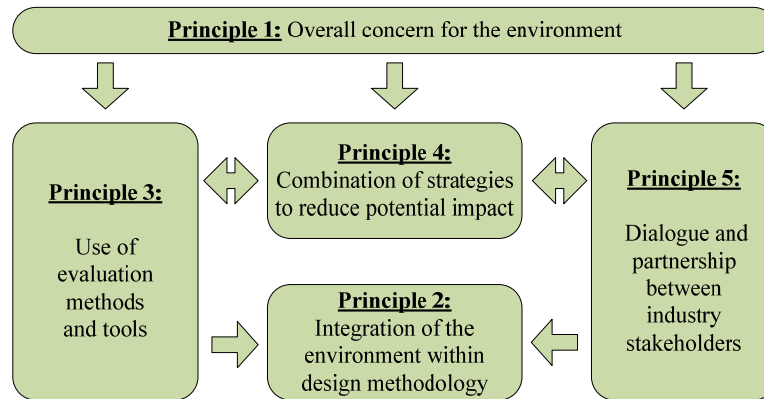 Principle 1: Overall concern for the environment
Principle 3:
Use of
evaluation
methods
and tools
Principle 4:
Combination of strategies
to reduce potential impact
Principle 5:
Dialogue and
partnership
between
industry
stakeholders
Principle 2:
Integration of the
environment within
design methodology